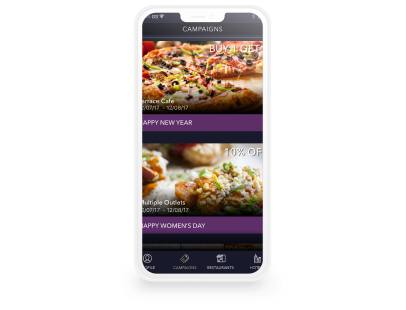 CAMPAIGNS
BUY 1 GET
errace Cafe
2/07/17 - 12/08/17
APPY NEW YEAR
10% OF
Multiple Outlets
2/07/17 - 12/08/17
APPY WOMEN'S DAY
OFILE CAMPAIGNS RESTAURANTS HOT